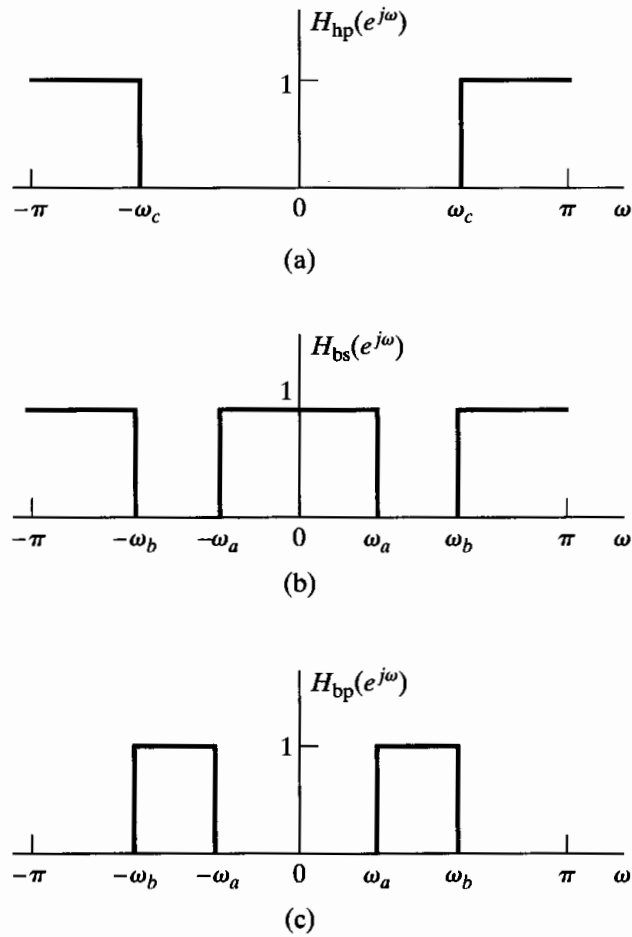 H_hp(e^{jω})
1
−π −ω_c 0 ω_c π ω
(a)
H_bs(e^{jω})
1
−π −ω_b −ω_a 0 ω_a ω_b π ω
(b)
H_bp(e^{jω})
1
−π −ω_b −ω_a 0 ω_a ω_b π ω
(c)